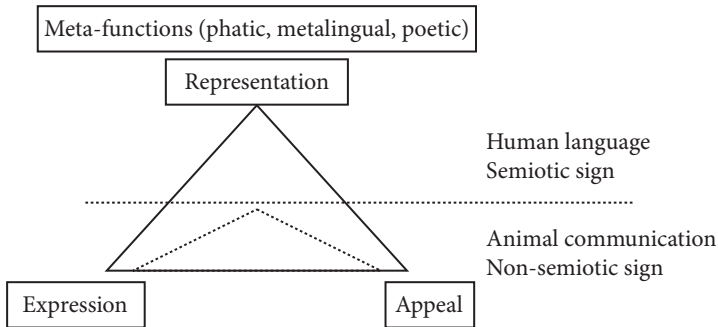 Meta-functions (phatic, metalingual, poetic)
Representation
Human language
Semiotic sign
Animal communication
Non-semiotic sign
Expression
Appeal